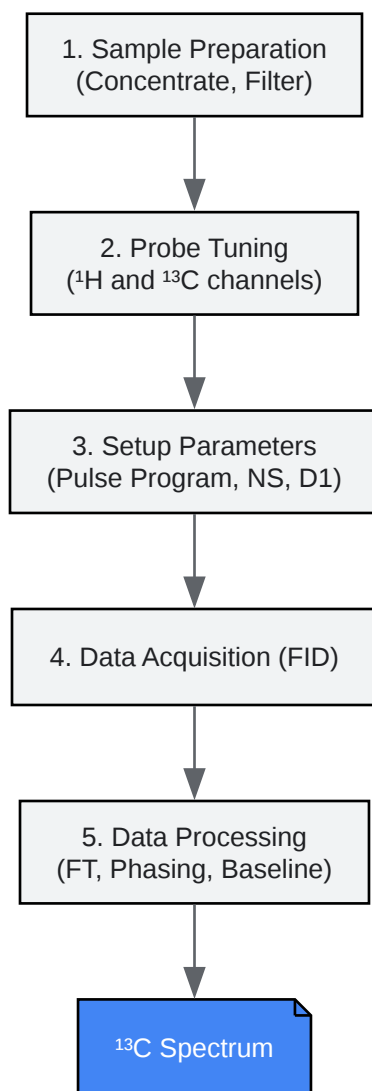 1. Sample Preparation
(Concentrate, Filter)
2. Probe Tuning
(¹H and ¹³C channels)
3. Setup Parameters
(Pulse Program, NS, D1)
4. Data Acquisition (FID)
5. Data Processing
(FT, Phasing, Baseline)
¹³C Spectrum